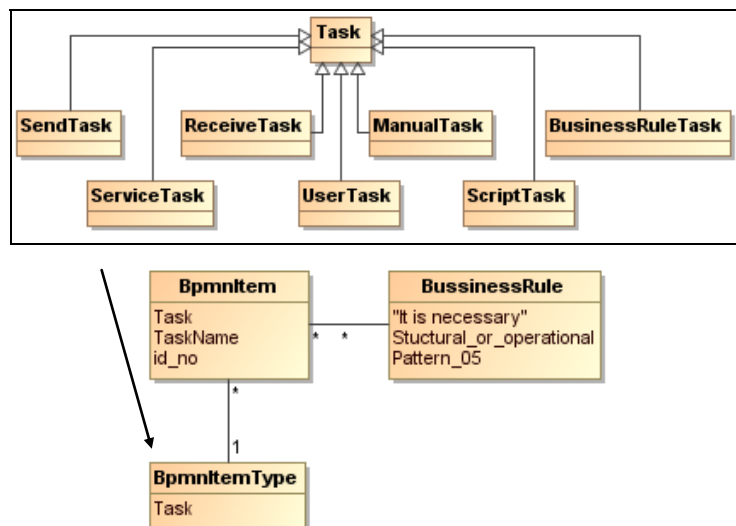 Task
SendTask
ReceiveTask
ManualTask
BusinessRuleTask
ServiceTask
UserTask
ScriptTask
BpmnItem
Task
TaskName
id_no
BussinessRule
"It is necessary"
Stuctural_or_operational
Pattern_05
* *
*
1
BpmnItemType
Task